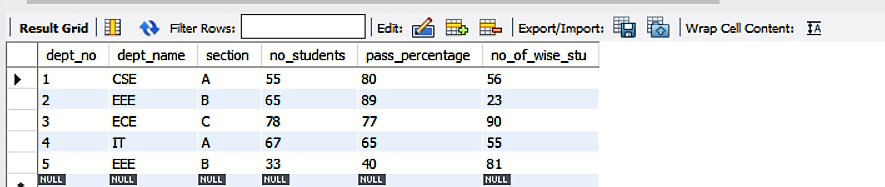 Result Grid Filter Rows: Edit: Export/Import: Wrap Cell Content: IA
dept_no dept_name section no_students pass_percentage no_of_wise_stu
1 CSE A 55 80 56
2 EEE B 65 89 23
3 ECE C 78 77 90
4 IT A 67 65 55
5 EEE B 33 40 81
NULL NULL NULL NULL NULL NULL